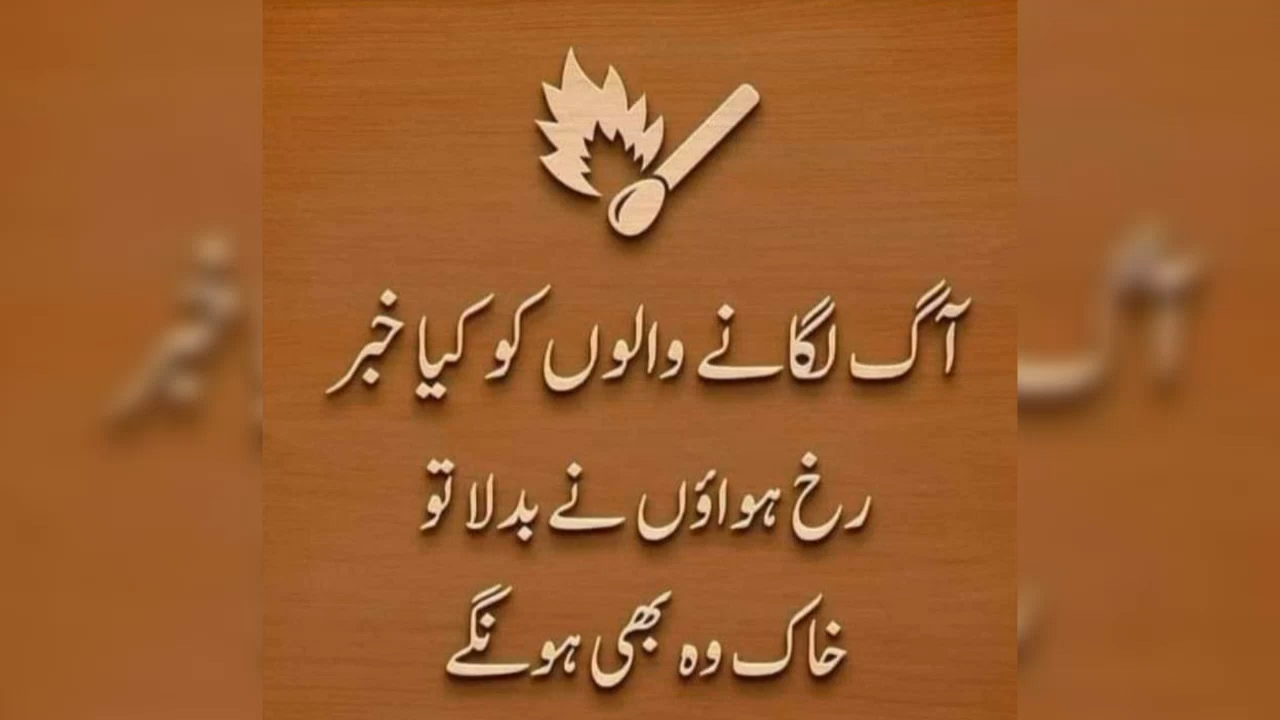 آگ لگانے والوں کو کیا خبر
رخ ہواؤں نے بدلا تو
خاک وہ بھی ہونگے